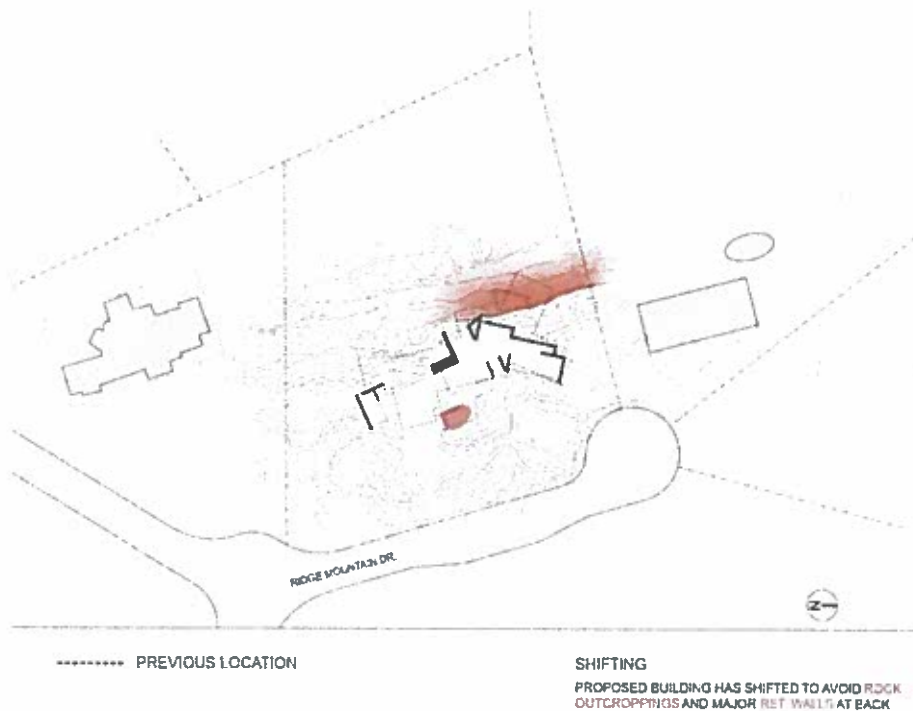 RIDGE MOUNTAIN DR.
N
PREVIOUS LOCATION
SHIFTING
PROPOSED BUILDING HAS SHIFTED TO AVOID ROCK
OUTCROPPINGS AND MAJOR RET WALLS AT BACK